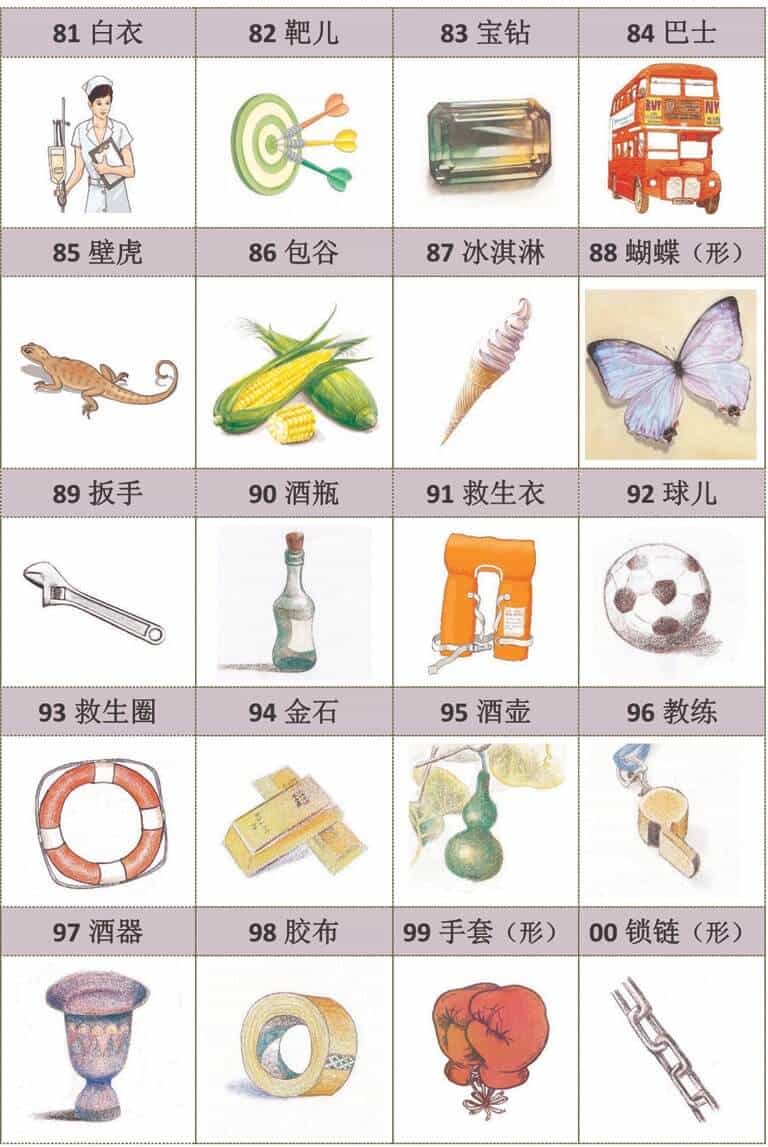 81 白衣
82 靶儿
83 宝钻
84 巴士
85 壁虎
86 包谷
87 冰淇淋
88 蝴蝶（形）
89 扳手
90 酒瓶
91 救生衣
92 球儿
93 救生圈
94 金石
95 酒壶
96 教练
97 酒器
98 胶布
99 手套（形）
00 锁链（形）